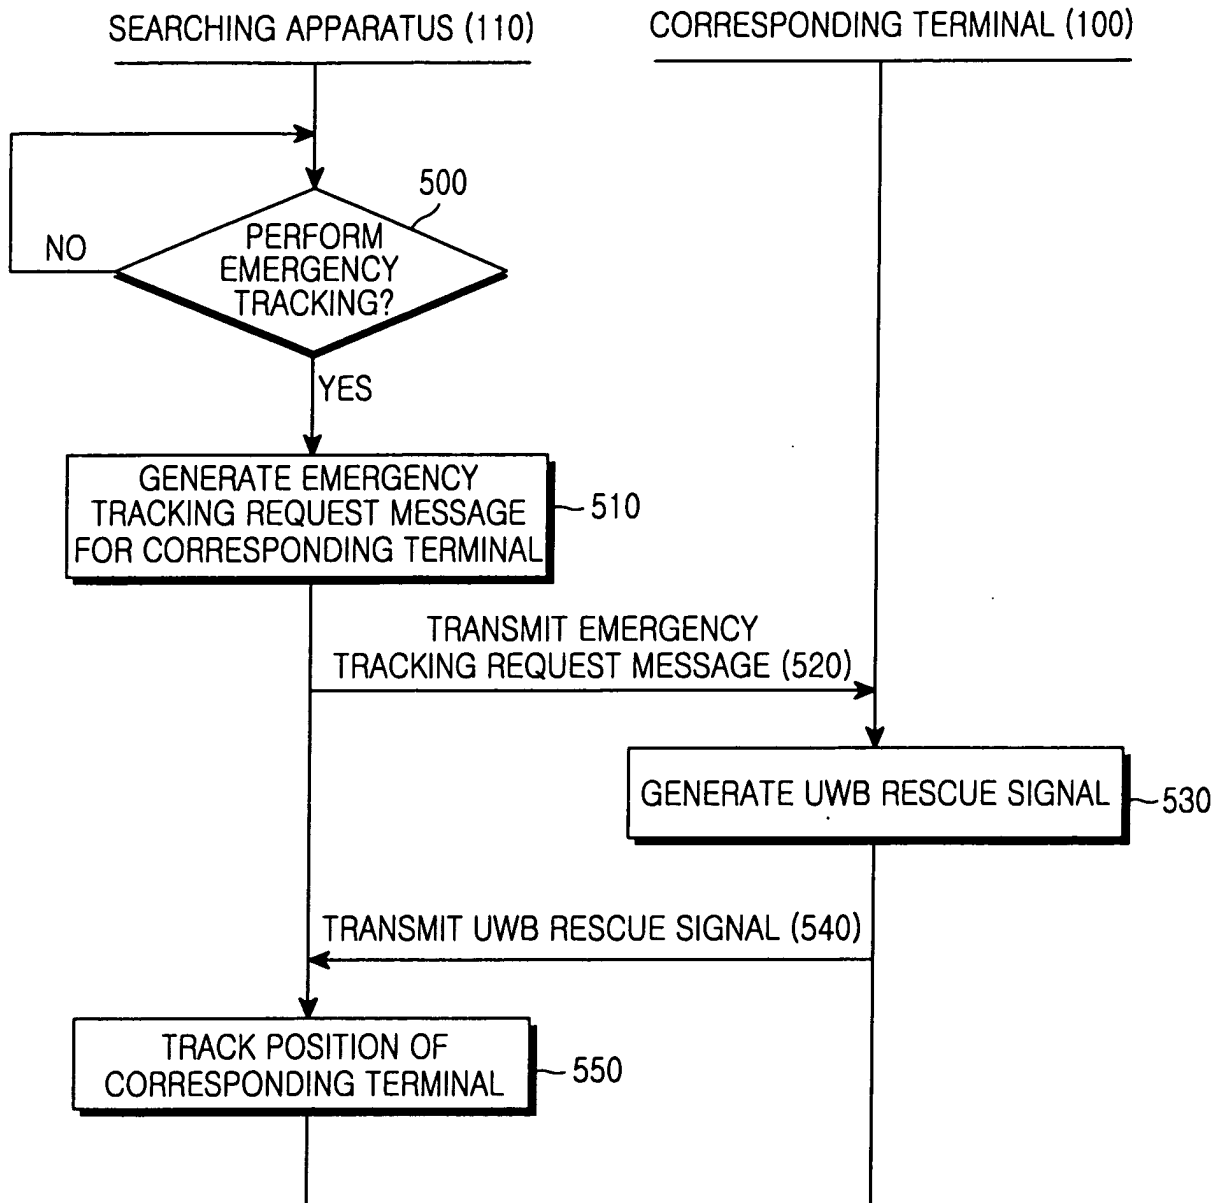 SEARCHING APPARATUS (110)
CORRESPONDING TERMINAL (100)
500
NO
PERFORM
EMERGENCY
TRACKING?
YES
GENERATE EMERGENCY
TRACKING REQUEST MESSAGE
FOR CORRESPONDING TERMINAL
510
TRANSMIT EMERGENCY
TRACKING REQUEST MESSAGE (520)
GENERATE UWB RESCUE SIGNAL
530
TRANSMIT UWB RESCUE SIGNAL (540)
TRACK POSITION OF
CORRESPONDING TERMINAL
550